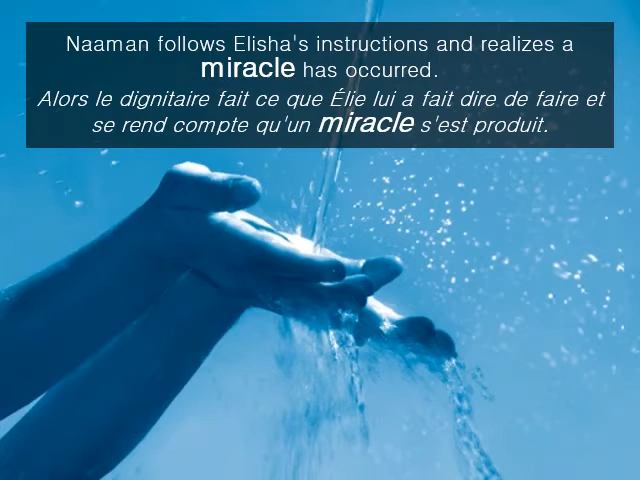 Naaman follows Elisha's instructions and realizes a
miracle has occurred.
Alors le dignitaire fait ce que Élie lui a fait dire de faire et
se rend compte qu'un miracle s'est produit.